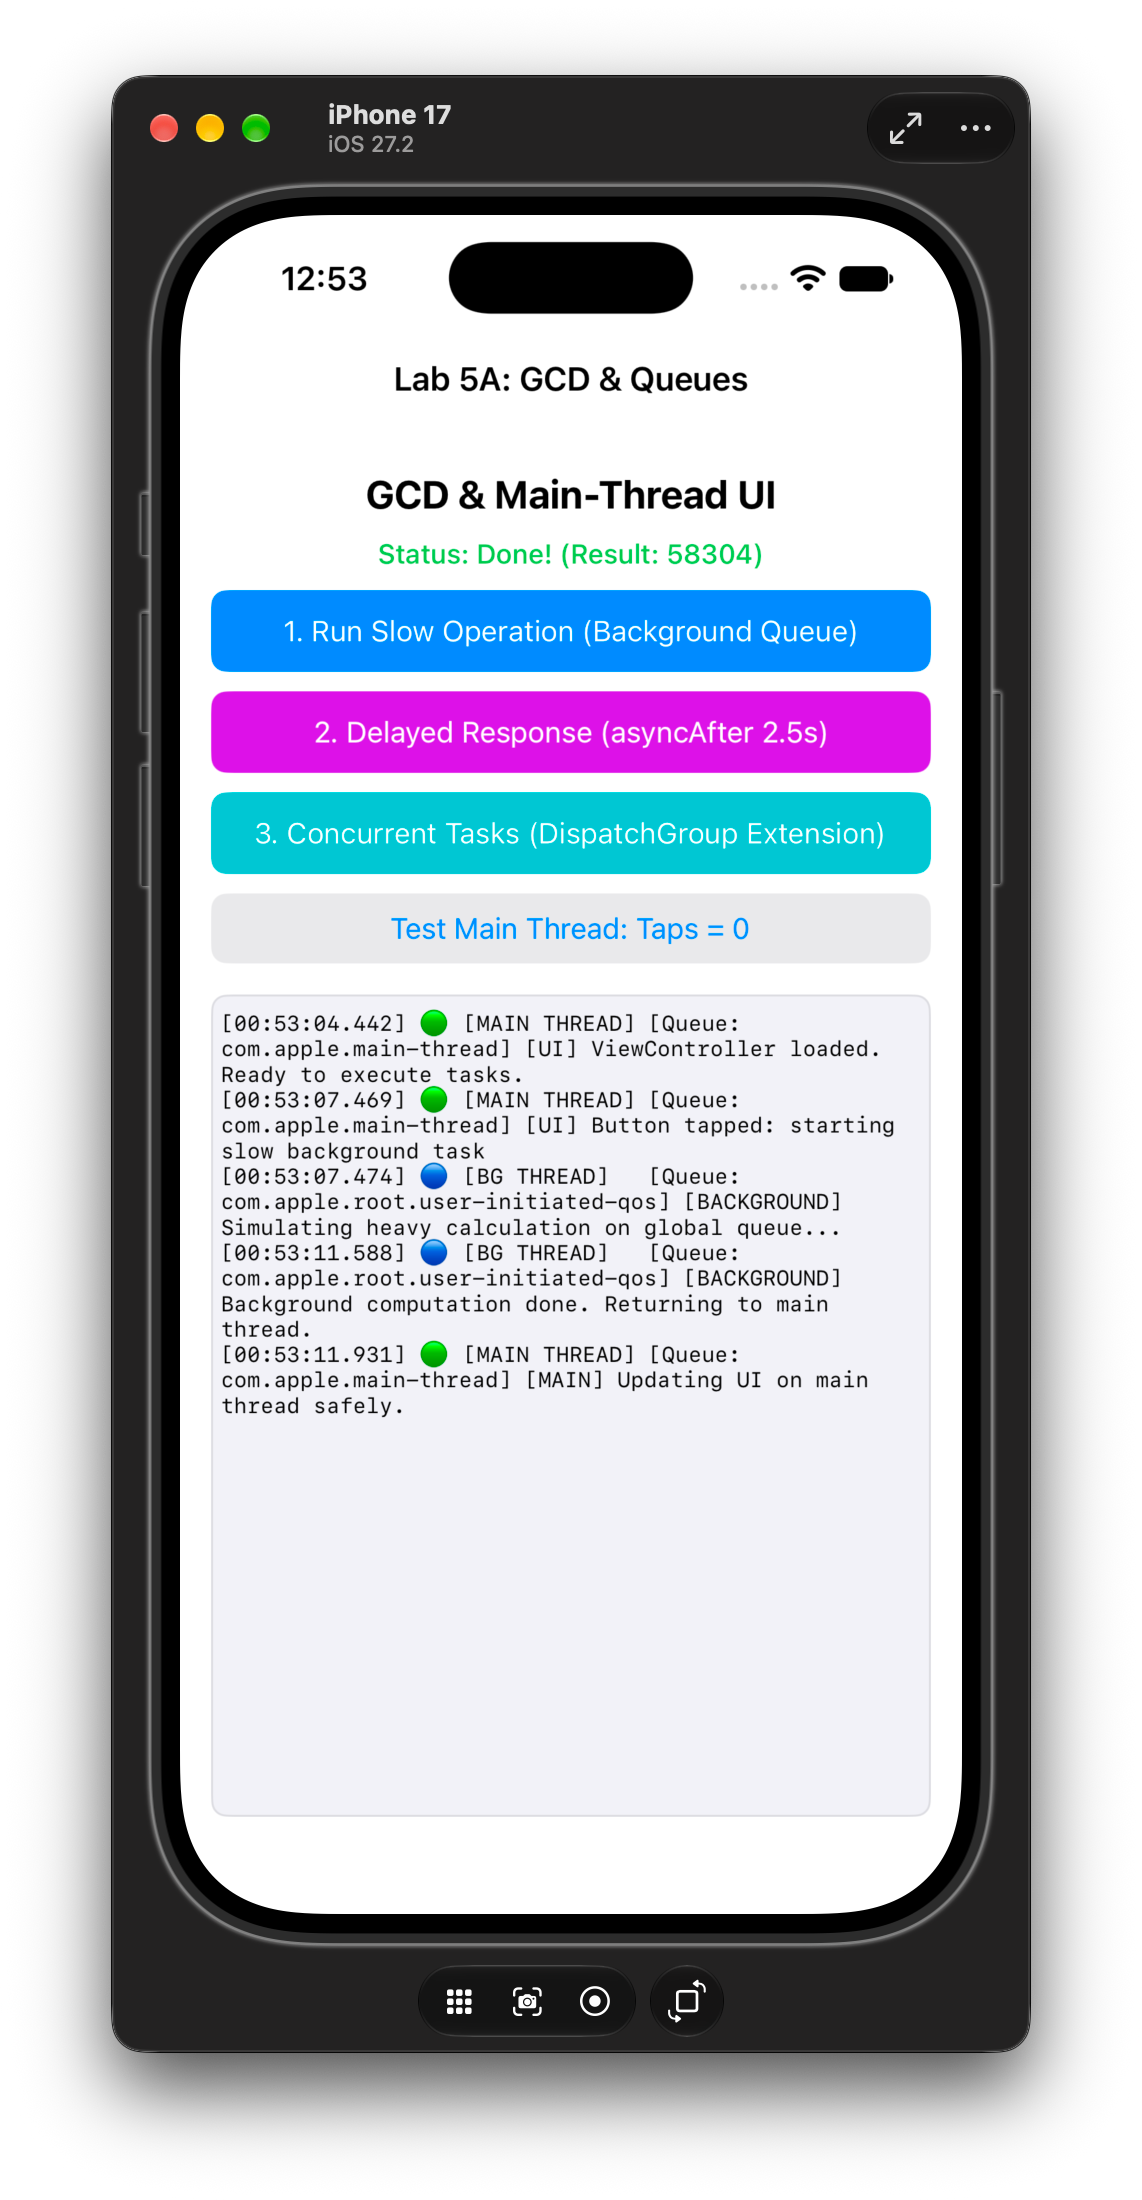 iPhone 17
iOS 27.2
12:53
Lab 5A: GCD & Queues
GCD & Main-Thread UI
Status: Done! (Result: 58304)
1. Run Slow Operation (Background Queue)
2. Delayed Response (asyncAfter 2.5s)
3. Concurrent Tasks (DispatchGroup Extension)
Test Main Thread: Taps = 0
[00:53:04.442] 🟢 [MAIN THREAD] [Queue:
com.apple.main-thread] [UI] ViewController loaded.
Ready to execute tasks.
[00:53:07.469] 🟢 [MAIN THREAD] [Queue:
com.apple.main-thread] [UI] Button tapped: starting
slow background task
[00:53:07.474] 🔵 [BG THREAD]   [Queue:
com.apple.root.user-initiated-qos] [BACKGROUND]
Simulating heavy calculation on global queue...
[00:53:11.588] 🔵 [BG THREAD]   [Queue:
com.apple.root.user-initiated-qos] [BACKGROUND]
Background computation done. Returning to main
thread.
[00:53:11.931] 🟢 [MAIN THREAD] [Queue:
com.apple.main-thread] [MAIN] Updating UI on main
thread safely.